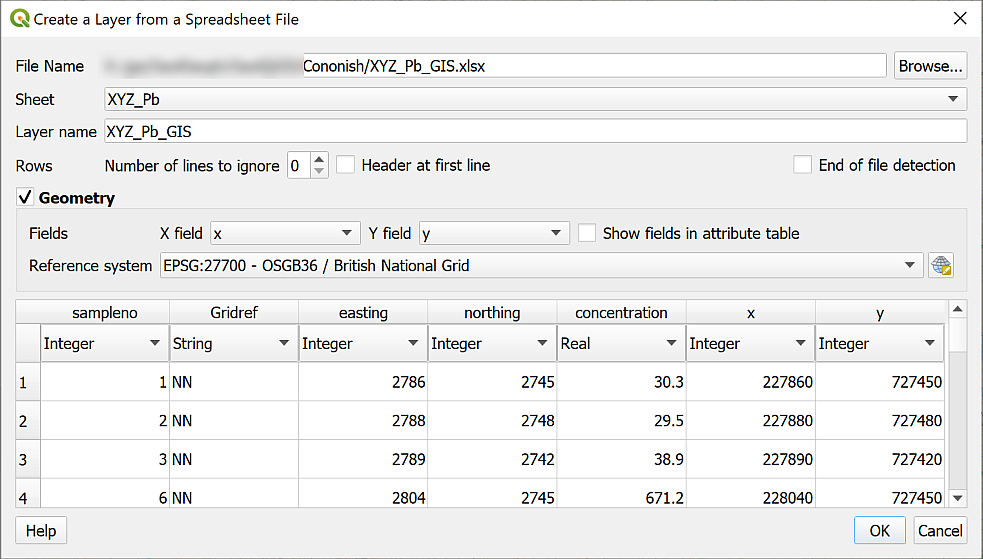 Create a Layer from a Spreadsheet File
File Name Cononish/XYZ_Pb_GIS.xlsx Browse...
Sheet XYZ_Pb
Layer name XYZ_Pb_GIS
Rows Number of lines to ignore 0 Header at first line End of file detection
Geometry
Fields X field x Y field y Show fields in attribute table
Reference system EPSG:27700 - OSGB36 / British National Grid
sampleno Gridref easting northing concentration x y
Integer String Integer Integer Real Integer Integer
1 1 NN 2786 2745 30.3 227860 727450
2 2 NN 2788 2748 29.5 227880 727480
3 3 NN 2789 2742 38.9 227890 727420
4 6 NN 2804 2745 671.2 228040 727450
Help OK Cancel